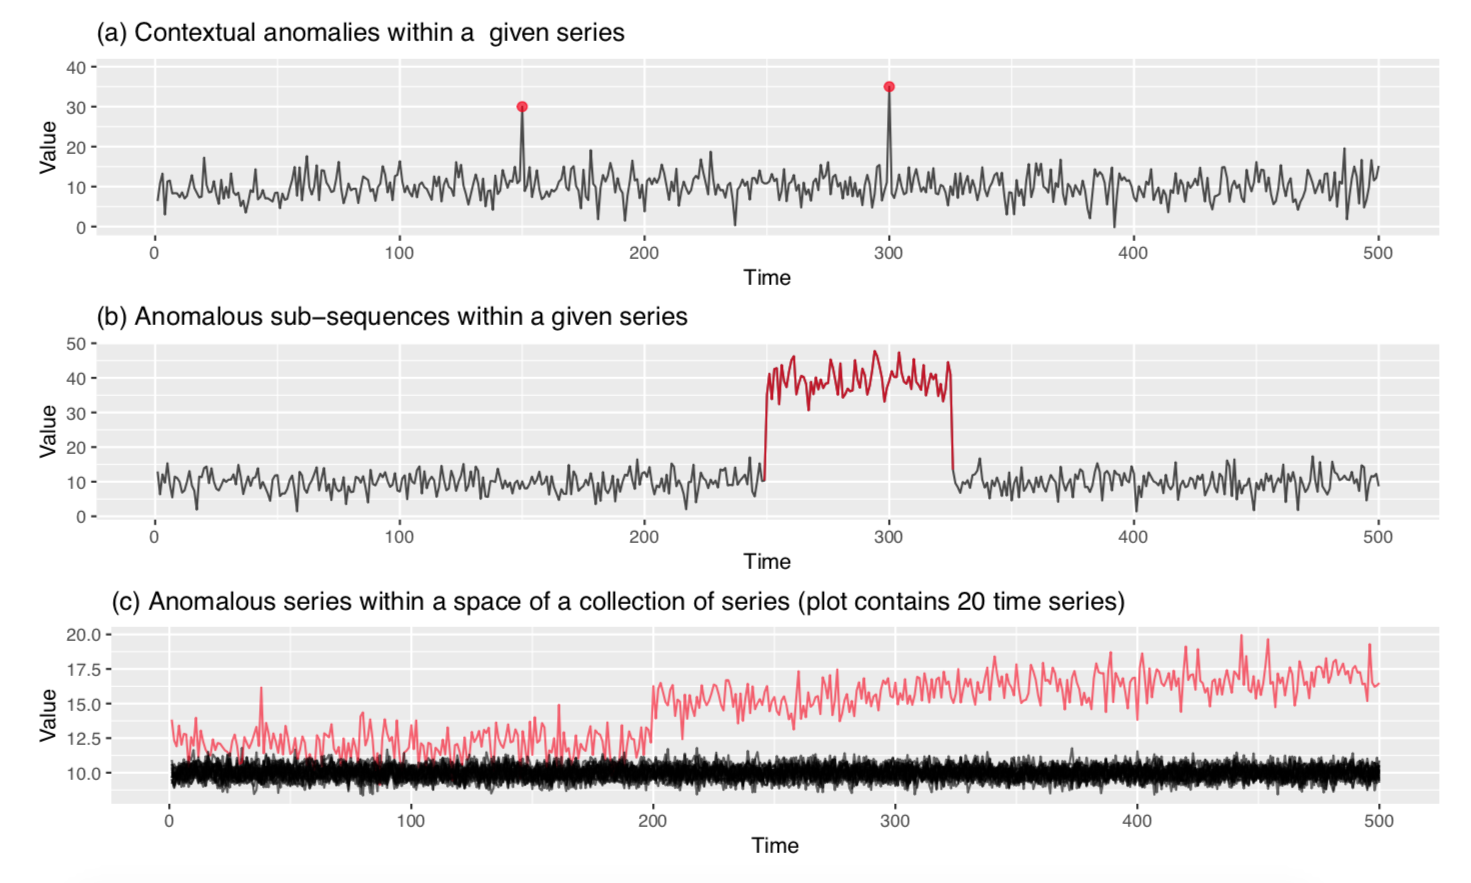 (a) Contextual anomalies within a  given series
40
30
20
10
0
Value
0 100 200 300 400 500
Time
(b) Anomalous sub−sequences within a given series
50
40
30
20
10
0
Value
0 100 200 300 400 500
Time
(c) Anomalous series within a space of a collection of series (plot contains 20 time series)
20.0
17.5
15.0
12.5
10.0
Value
0 100 200 300 400 500
Time